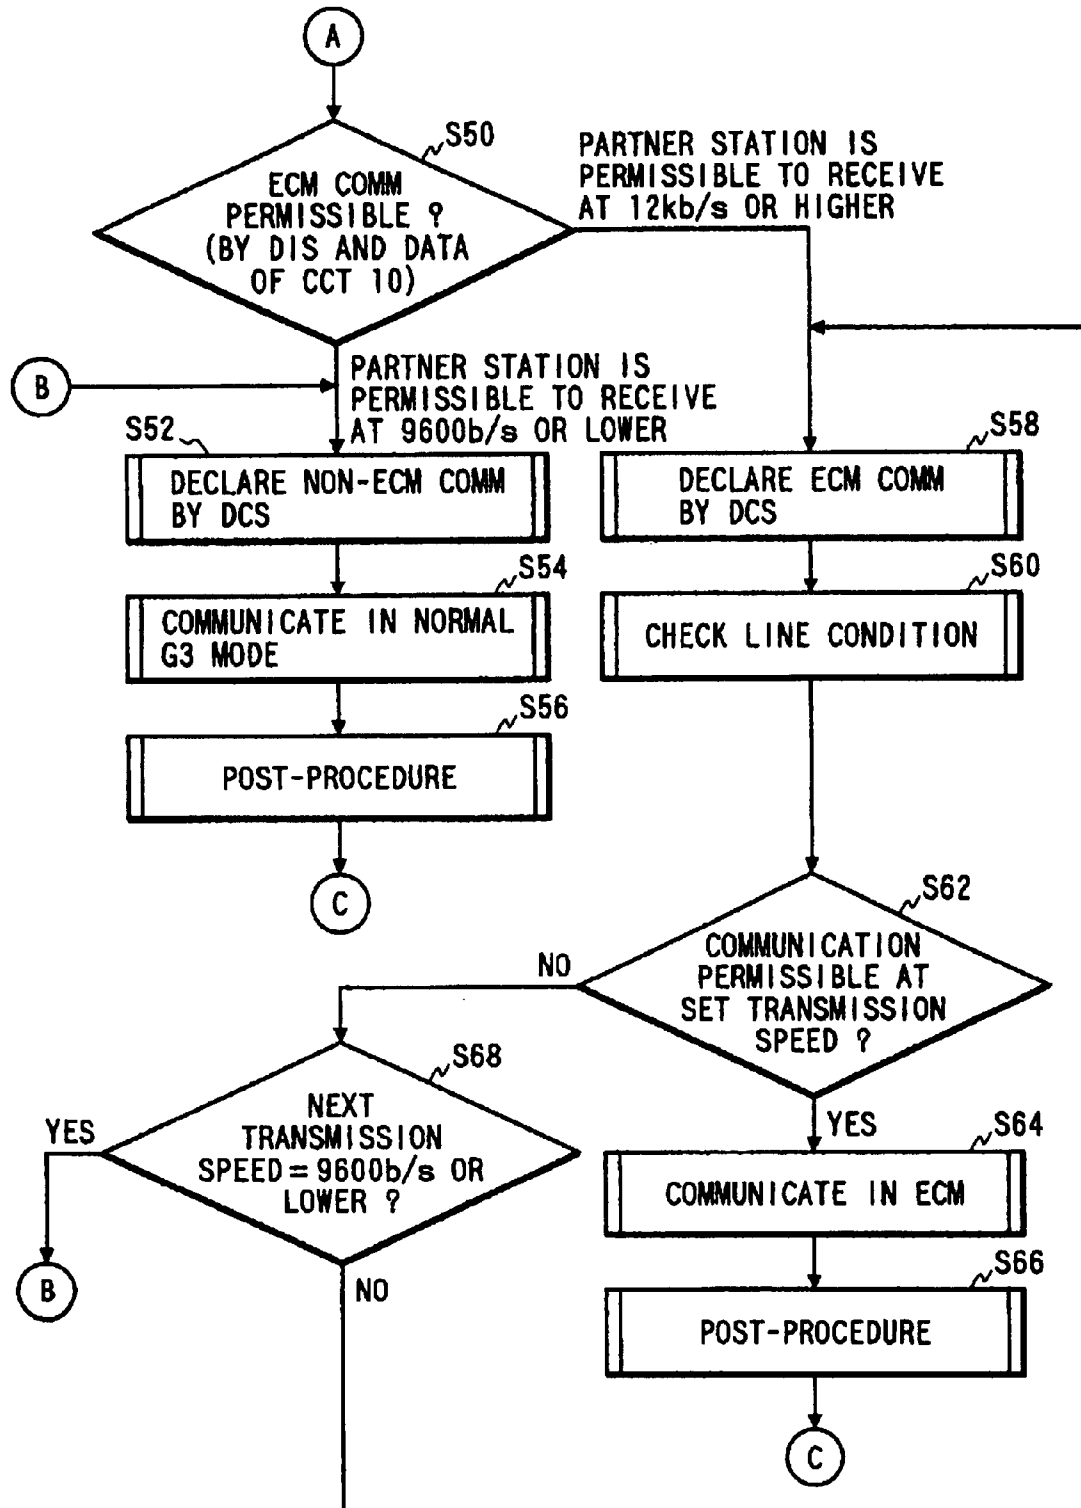 A
S50
ECM COMM
PERMISSIBLE ?
(BY DIS AND DATA
OF CCT 10)
PARTNER STATION IS
PERMISSIBLE TO RECEIVE
AT 12kb/s OR HIGHER
B
PARTNER STATION IS
PERMISSIBLE TO RECEIVE
AT 9600b/s OR LOWER
S52
DECLARE NON-ECM COMM
BY DCS
S58
DECLARE ECM COMM
BY DCS
S54
COMMUNICATE IN NORMAL
G3 MODE
S60
CHECK LINE CONDITION
S56
POST-PROCEDURE
C
S62
COMMUNICATION
PERMISSIBLE AT
SET TRANSMISSION
SPEED ?
NO
S68
NEXT
TRANSMISSION
SPEED=9600b/s OR
LOWER ?
YES
B
NO
YES
S64
COMMUNICATE IN ECM
S66
POST-PROCEDURE
C